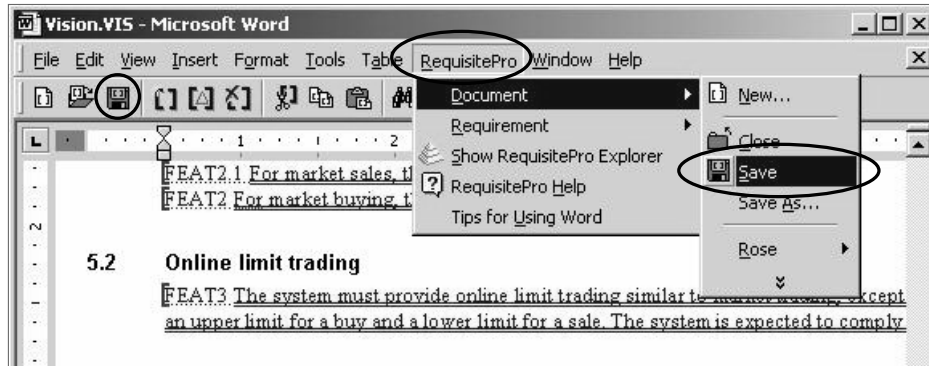 Vision.VIS - Microsoft Word
File Edit View Insert Format Tools Table RequisitePro Window Help
Document
Requirement
Show RequisitePro Explorer
RequisitePro Help
Tips for Using Word
New...
Close
Save
Save As...
Rose
L 1 2
2
FEAT2.1 For market sales, t
FEAT2 For market buying, t
5.2 Online limit trading
FEAT3 The system must provide online limit trading similar to market trading, except
an upper limit for a buy and a lower limit for a sale. The system is expected to comply